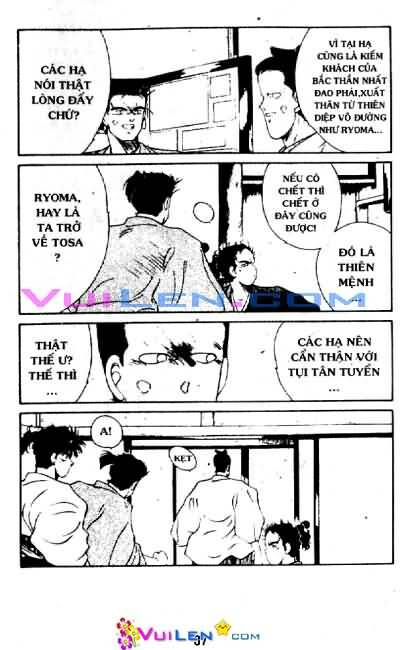 CÁC HẠ
NÓI THẬT
LÒNG ĐẤY
CHỨ?
VÌ TẠI HẠ
CŨNG LÀ KIẾM
KHÁCH CỦA
BẮC THẦN NHẤT
ĐAO PHÁI,XUẤT
THÂN TỪ THIÊN
DIỆP VÕ ĐƯỜNG
NHƯ RYOMA...
RYOMA,
HAY LÀ
TA TRỞ
VỀ TOSA
?
NẾU CÓ
CHẾT THÌ
CHẾT Ở
ĐÂY CŨNG
ĐƯỢC!
ĐÓ LÀ
THIÊN
MỆNH
...
VuiLen.com
THẬT
THẾ Ư?
THẾ THÌ
...
CÁC HẠ NÊN
CẨN THẬN VỚI
TỤI TÂN TUYỂN
...
A!
KẸT
37
VuiLen.com